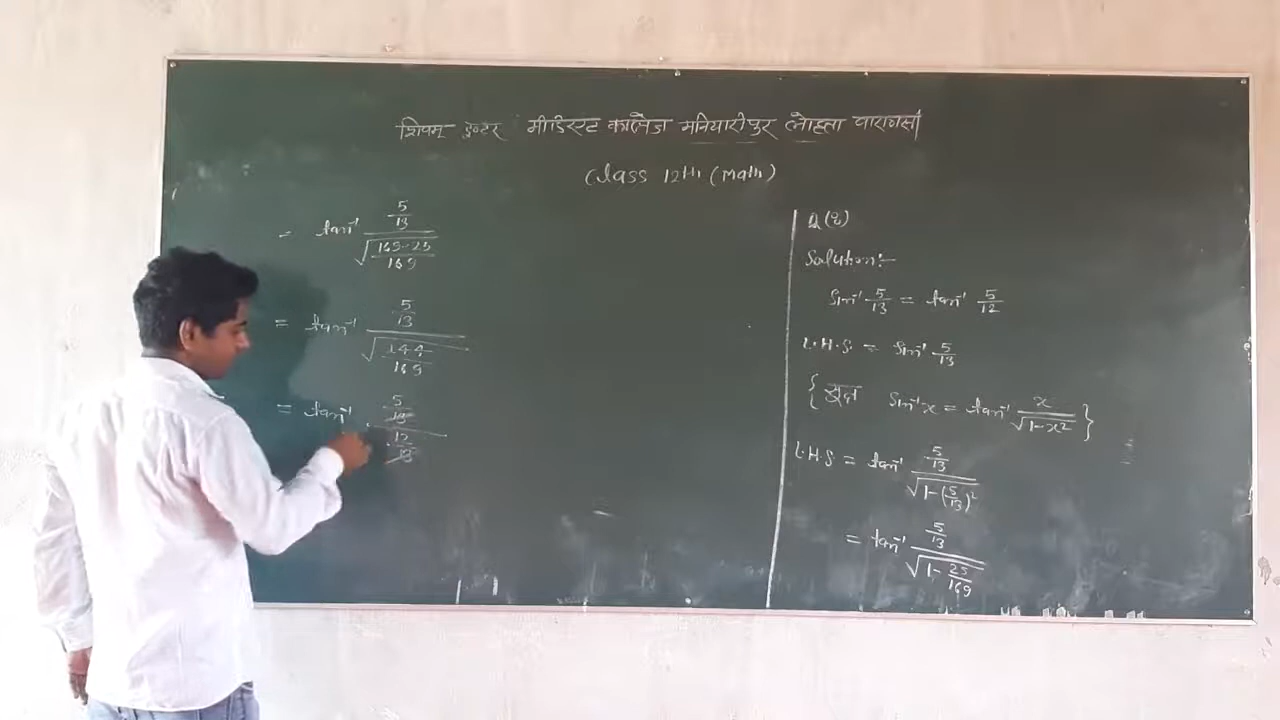 शिवम् इण्टर मीडिएट कालेज मनियारीपुर लोहता वाराणसी
Class 12th (Math)
Q(2)
Solution:-
Sin⁻¹ 5/13 = tan⁻¹ 5/12
L.H.S. = Sin⁻¹ 5/13
{ सूत्र Sin⁻¹x = tan⁻¹ x/√(1-x²) }
L.H.S = tan⁻¹ (5/13)/√(1-(5/13)²)
= tan⁻¹ (5/13)/√(1-25/169)
= tan⁻¹ (5/13)/√((169-25)/169)
= tan⁻¹ (5/13)/√(144/169)
= tan⁻¹ (5/13)/(12/13)